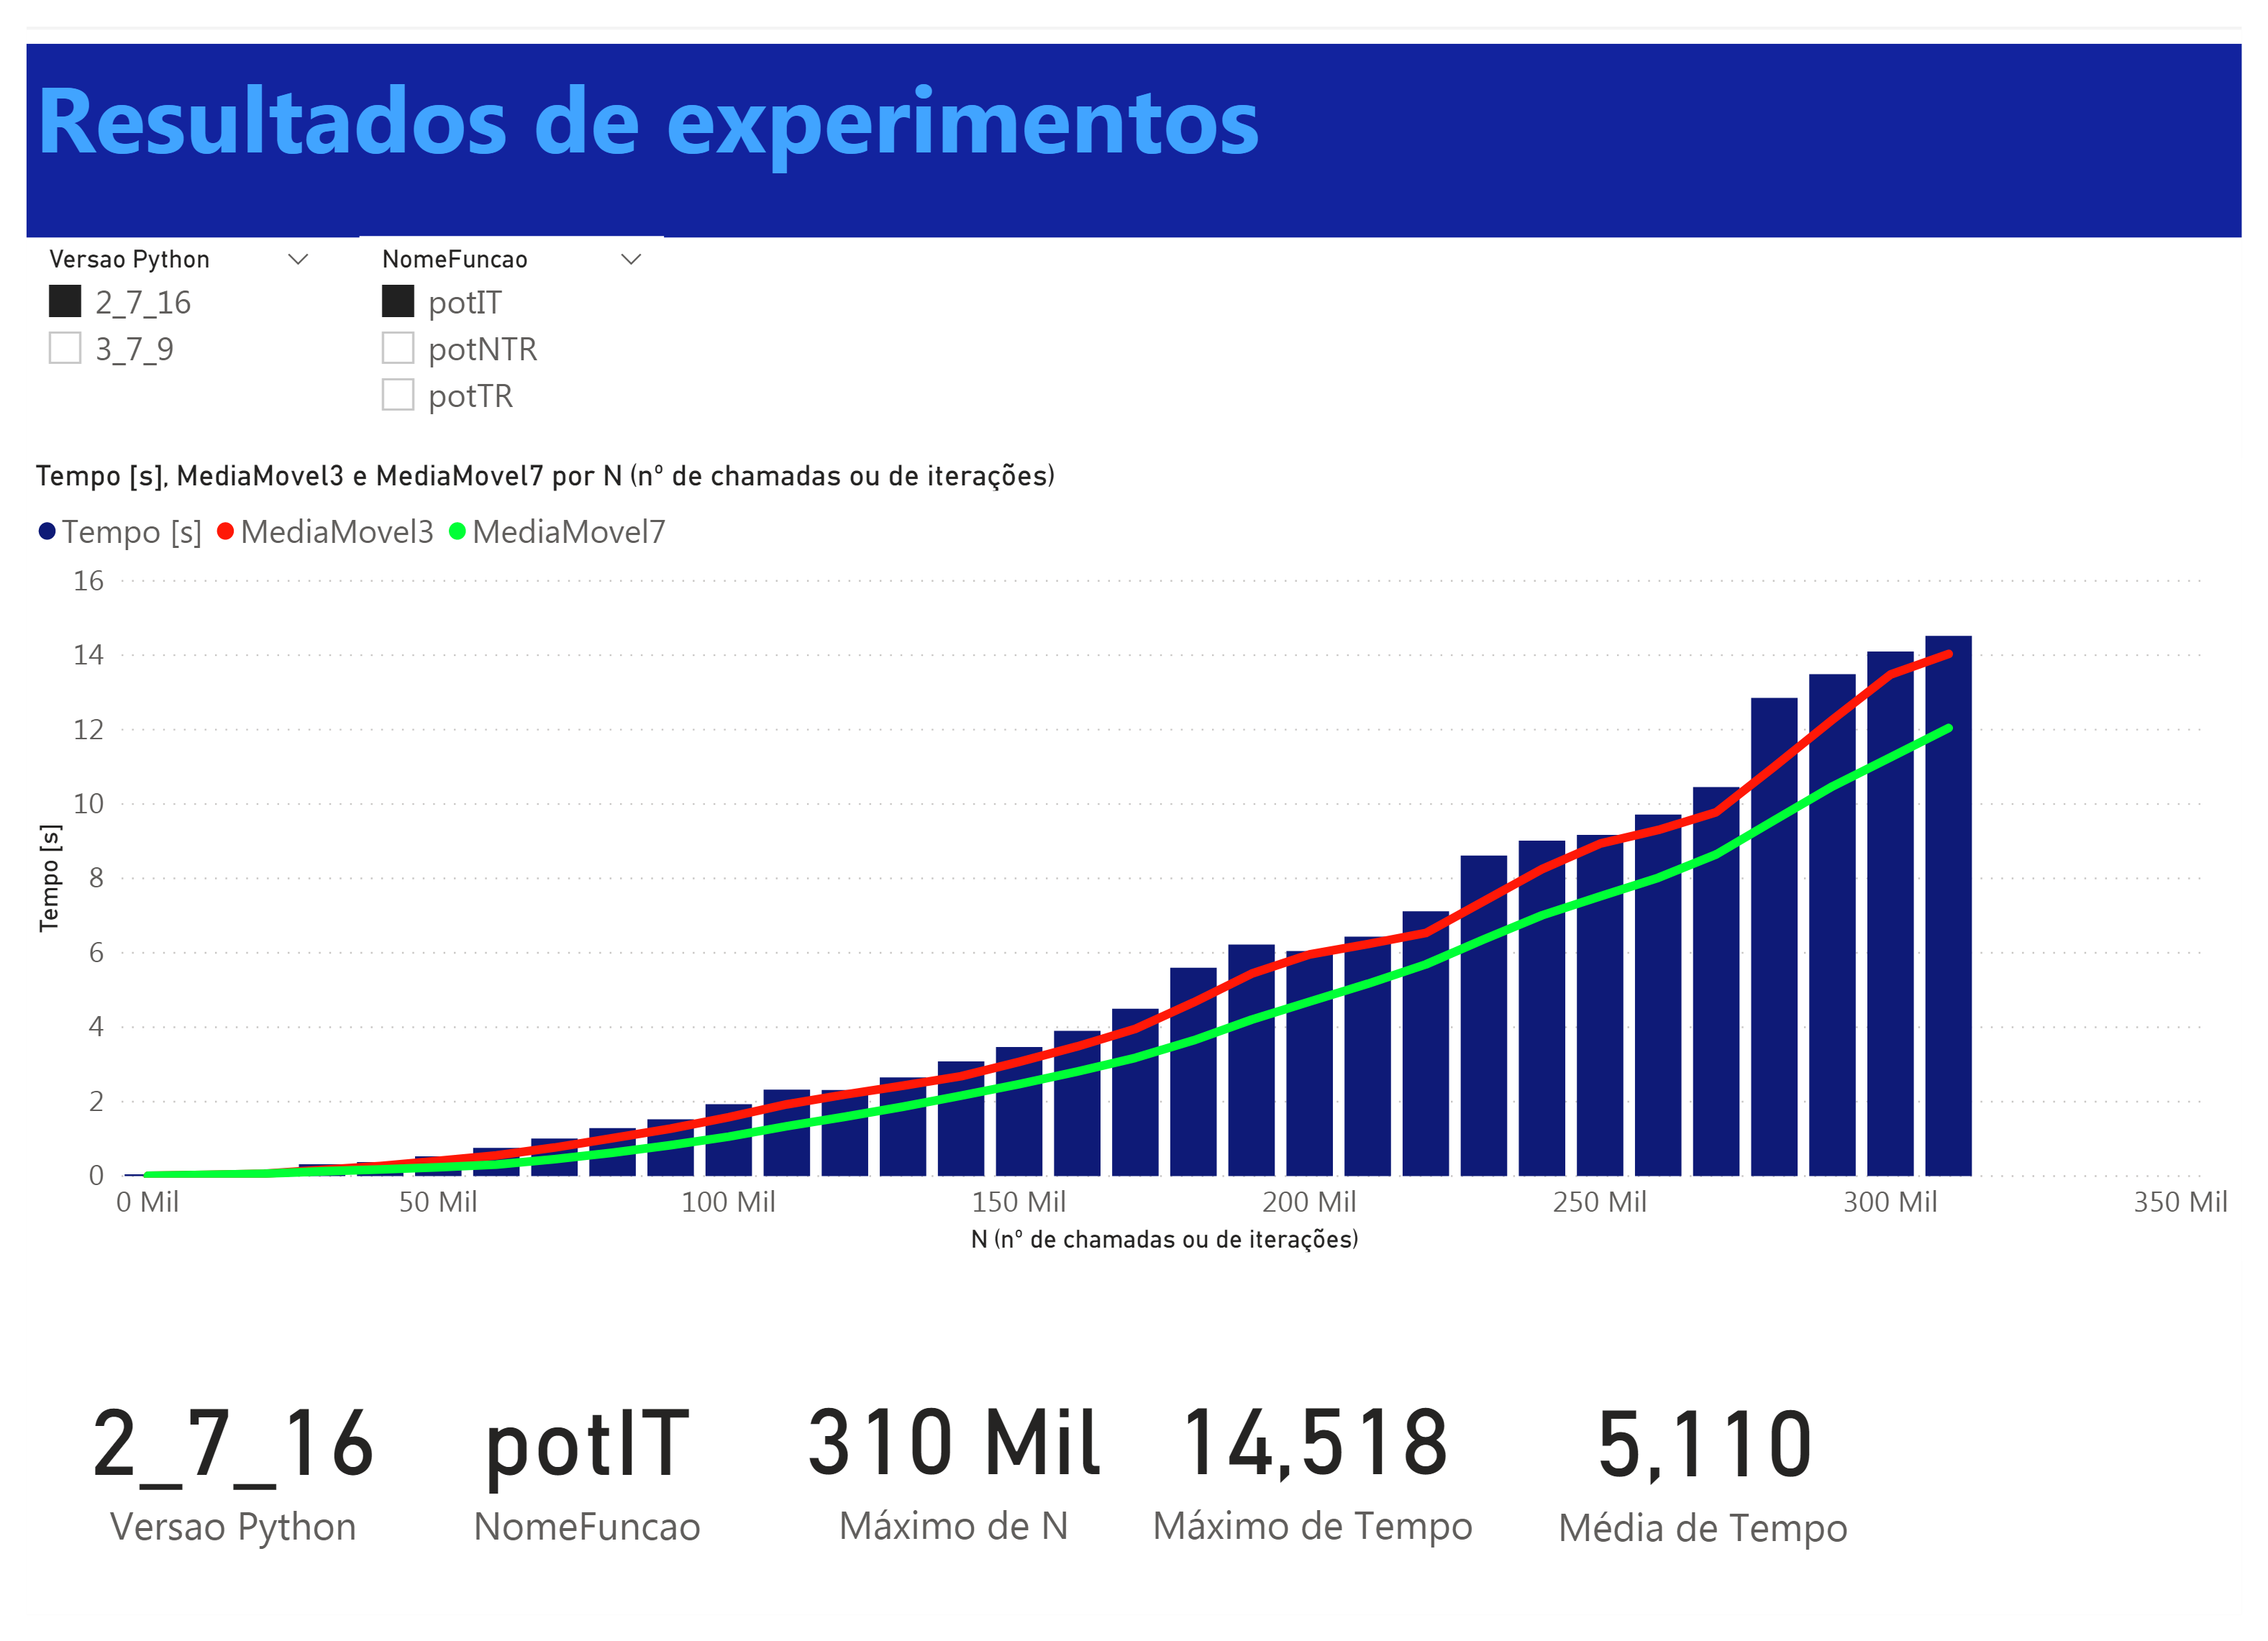 Resultados de experimentos
Versao Python
2_7_16
3_7_9
NomeFuncao
potIT
potNTR
potTR
Tempo [s], MediaMovel3 e MediaMovel7 por N (nº de chamadas ou de iterações)
Tempo [s] MediaMovel3 MediaMovel7
16
14
12
10
8
6
4
2
0
Tempo [s]
0 Mil 50 Mil 100 Mil 150 Mil 200 Mil 250 Mil 300 Mil 350 Mil
N (nº de chamadas ou de iterações)
2_7_16
Versao Python
potIT
NomeFuncao
310 Mil
Máximo de N
14,518
Máximo de Tempo
5,110
Média de Tempo